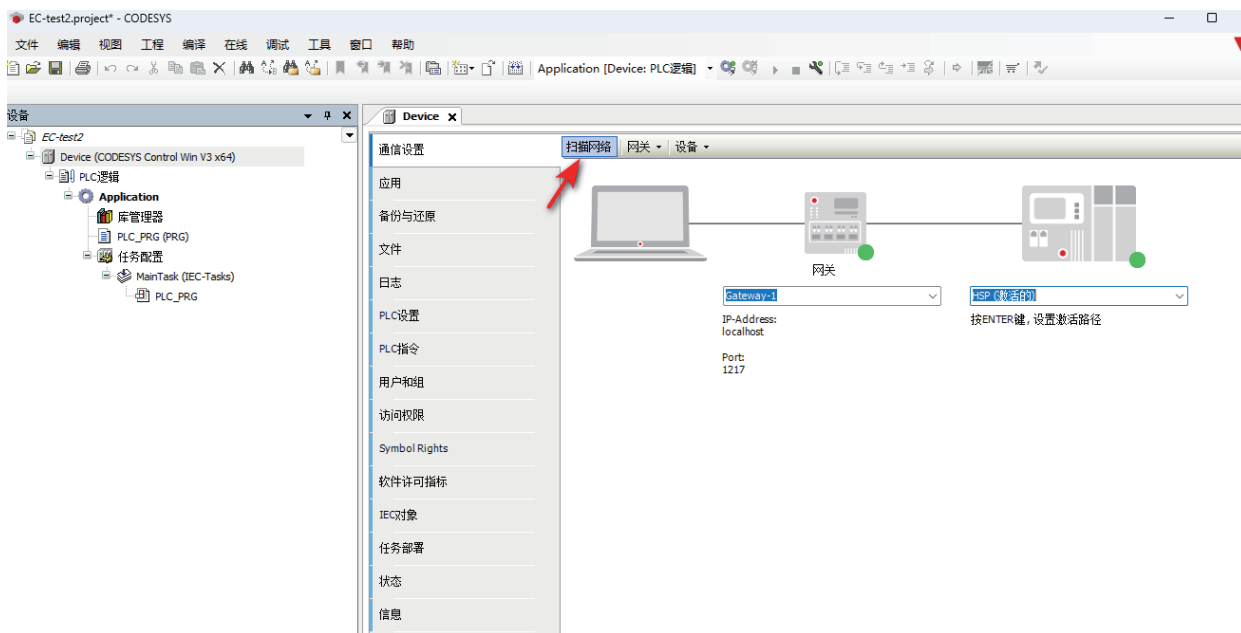 EC-test2.project* - CODESYS
文件 编辑 视图 工程 编译 在线 调试 工具 窗口 帮助
Application [Device: PLC逻辑]
设备
Device
EC-test2
Device (CODESYS Control Win V3 x64)
PLC逻辑
Application
库管理器
PLC_PRG (PRG)
任务配置
MainTask (IEC-Tasks)
PLC_PRG
通信设置
应用
备份与还原
文件
日志
PLC设置
PLC指令
用户和组
访问权限
Symbol Rights
软件许可指标
IEC对象
任务部署
状态
信息
扫描网络 网关 设备
网关
Gateway-1
IP-Address:
localhost
Port:
1217
HSP (激活的)
按ENTER键, 设置激活路径